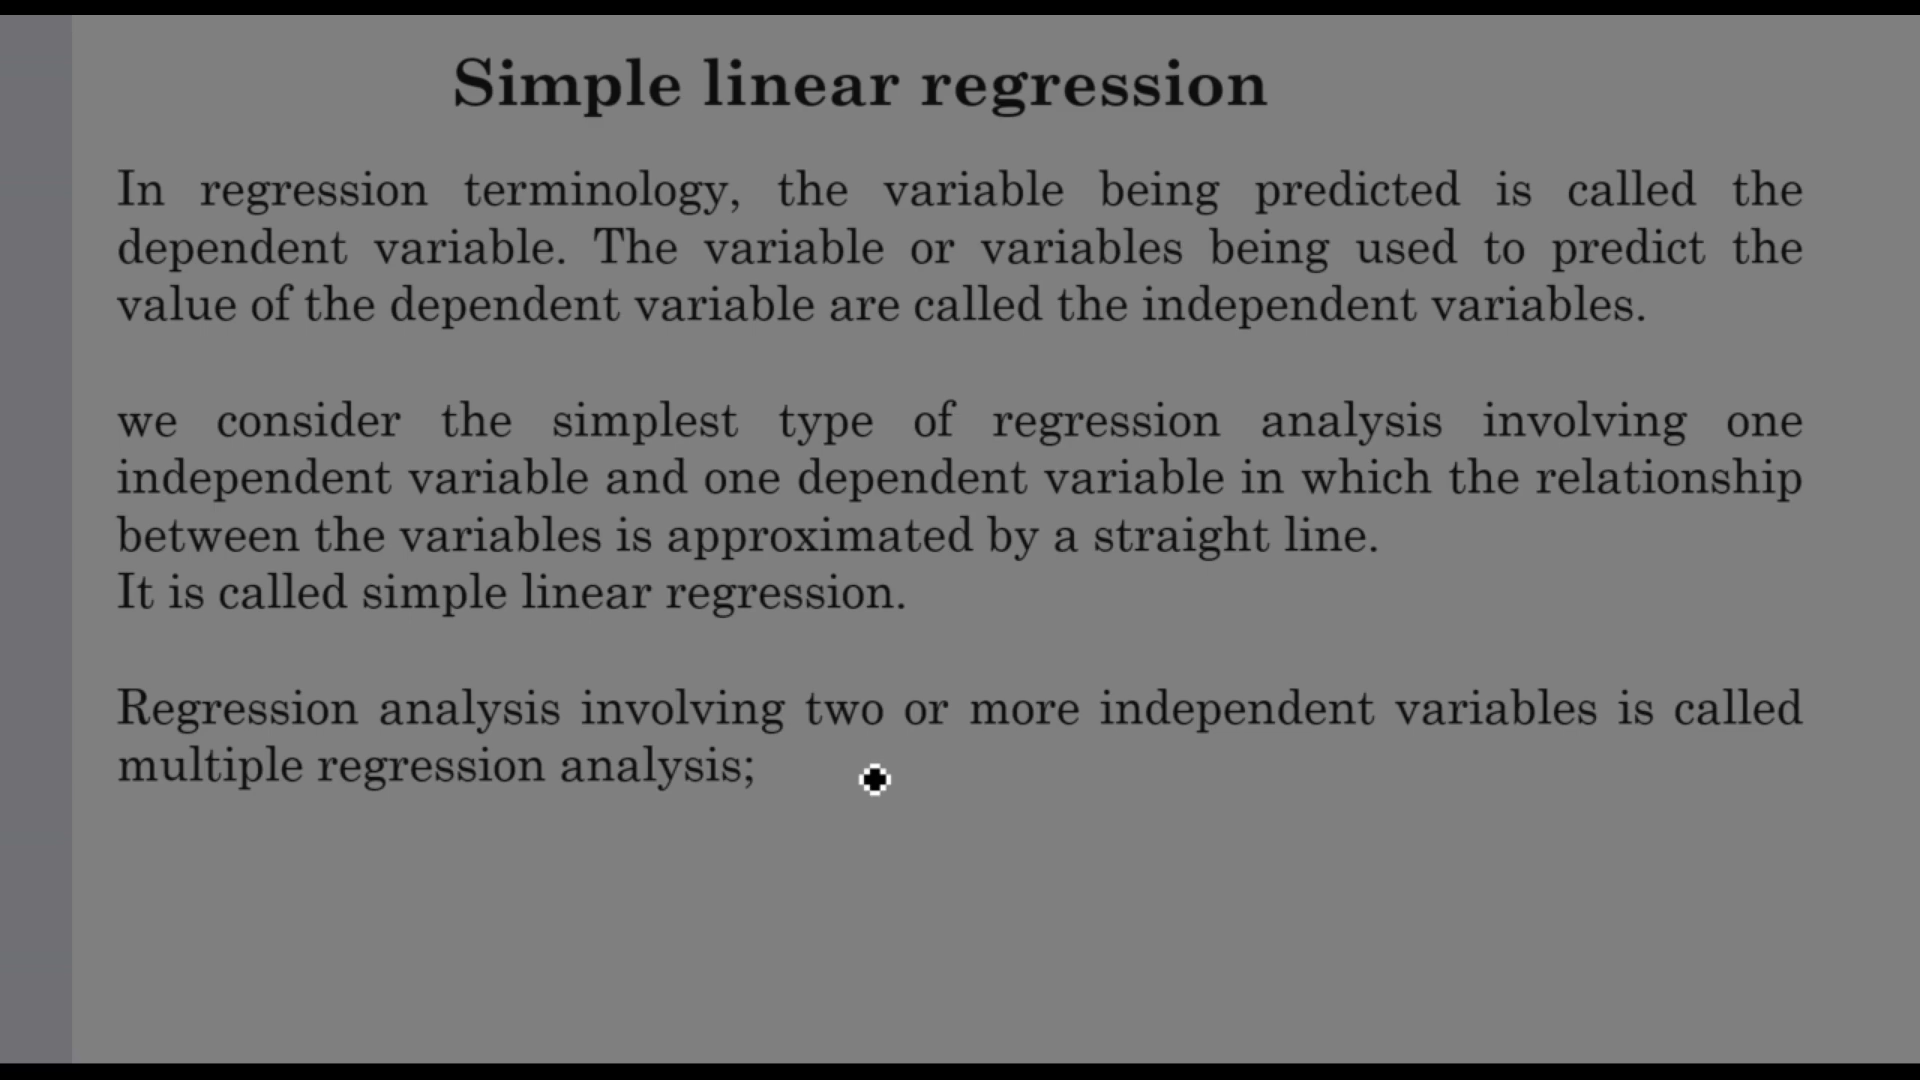 Simple linear regression
In regression terminology, the variable being predicted is called the
dependent variable. The variable or variables being used to predict the
value of the dependent variable are called the independent variables.
we consider the simplest type of regression analysis involving one
independent variable and one dependent variable in which the relationship
between the variables is approximated by a straight line.
It is called simple linear regression.
Regression analysis involving two or more independent variables is called
multiple regression analysis;